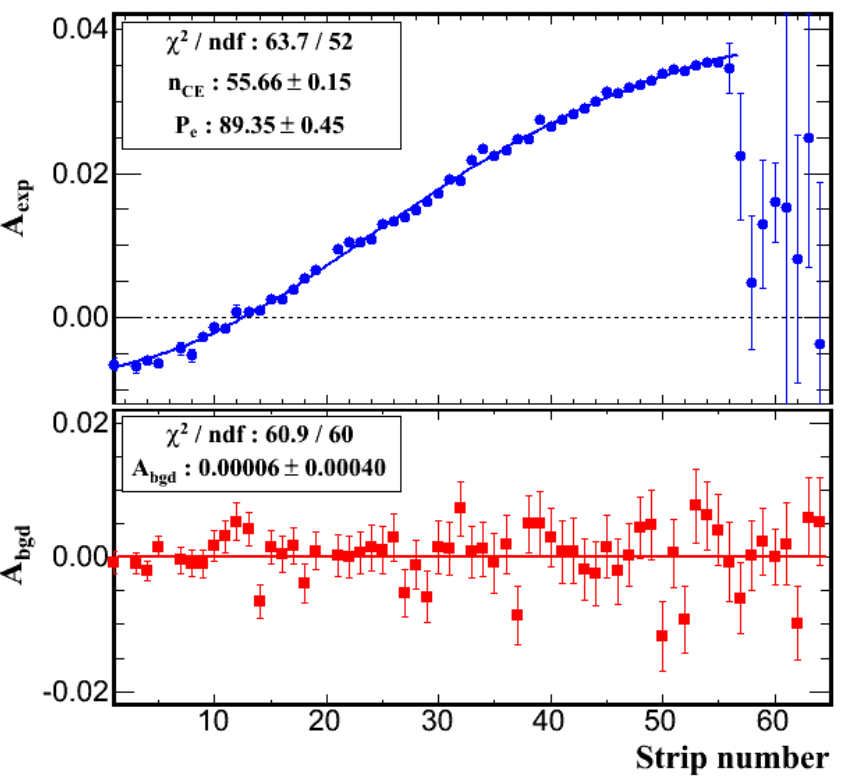 0.04
χ² / ndf : 63.7 / 52
n_CE : 55.66 ± 0.15
P_e : 89.35 ± 0.45
0.02
A_exp
0.00
0.02
χ² / ndf : 60.9 / 60
A_bgd : 0.00006 ± 0.00040
0.00
A_bgd
-0.02
10 20 30 40 50 60
Strip number